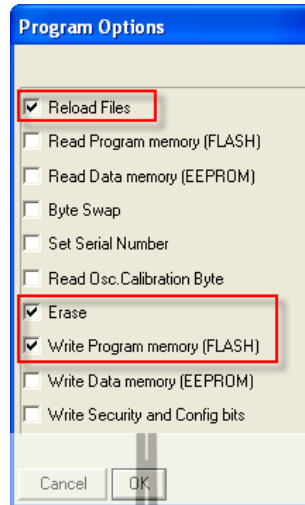 Program Options
Reload Files
Read Program memory (FLASH)
Read Data memory (EEPROM)
Byte Swap
Set Serial Number
Read Osc.Calibration Byte
Erase
Write Program memory (FLASH)
Write Data memory (EEPROM)
Write Security and Config bits
Cancel OK